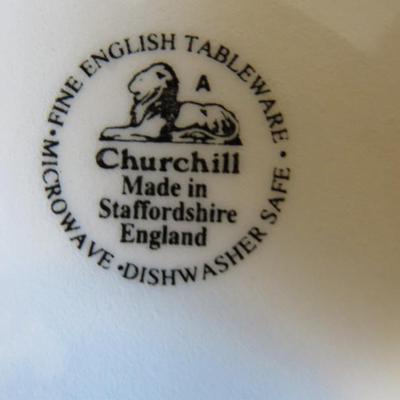 • FINE ENGLISH TABLEWARE •
A
Churchill
Made in
Staffordshire
England
MICROWAVE • DISHWASHER SAFE